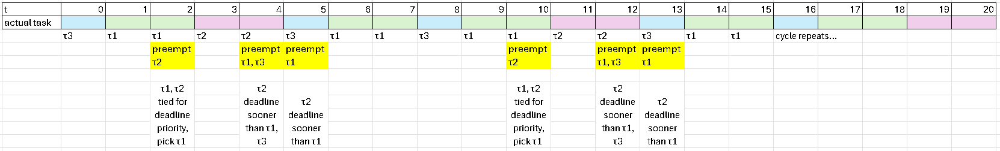 t 0 1 2 3 4 5 6 7 8 9 10 11 12 13 14 15 16 17 18 19 20
actual task
τ3 τ1 τ1 τ2 τ2 τ3 τ1 τ1 τ3 τ1 τ1 τ2 τ2 τ3 τ1 τ1 cycle repeats...
preempt preempt preempt preempt preempt preempt
τ2 τ1, τ3 τ1 τ2 τ1, τ3 τ1
τ1, τ2 τ2 τ1, τ2 τ2
tied for deadline τ2 tied for deadline τ2
deadline sooner deadline deadline sooner deadline
priority, than τ1, sooner priority, than τ1, sooner
pick τ1 τ3 than τ1 pick τ1 τ3 than τ1